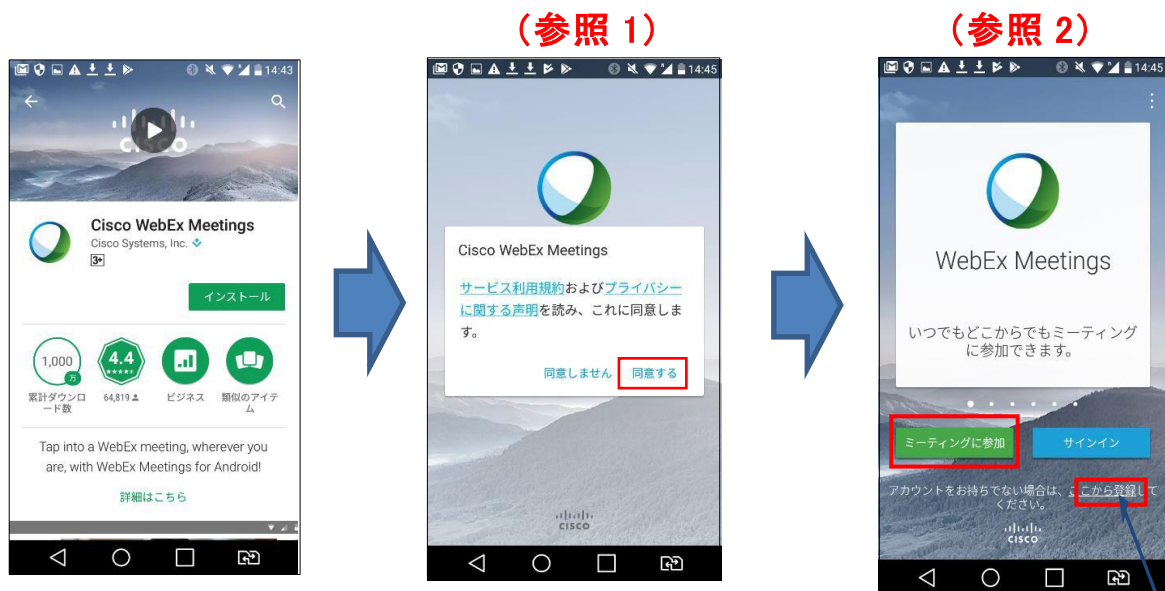 (参照 1)
(参照 2)
14:43
CISCO
Cisco WebEx Meetings
Cisco Systems, Inc.
3+
インストール
1,000
万
4.4
累計ダウンロ
ード数
64,819
ビジネス
類似のアイテ
ム
Tap into a WebEx meeting, wherever you
are, with WebEx Meetings for Android!
詳細はこちら
14:45
Cisco WebEx Meetings
サービス利用規約およびプライバシー
に関する声明を読み、これに同意しま
す。
同意しません
同意する
CISCO
14:45
WebEx Meetings
いつでもどこからでもミーティング
に参加できます。
ミーティングに参加
サインイン
アカウントをお持ちでない場合は、ここから登録して
ください。
CISCO